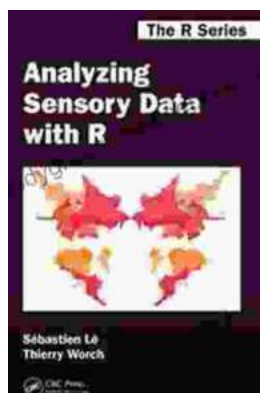 The R Series
Analyzing
Sensory Data
with R
Sébastien Lê
Thierry Worch
CRC Press